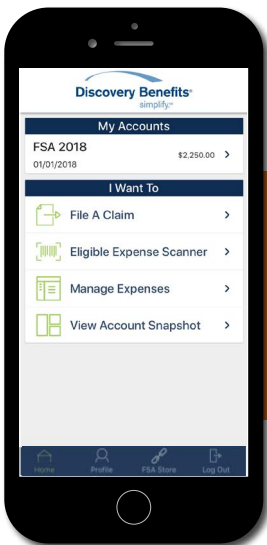 Discovery Benefits®
simplify.™
My Accounts
FSA 2018
01/01/2018
$2,250.00
I Want To
File A Claim
Eligible Expense Scanner
Manage Expenses
View Account Snapshot
Home
Profile
FSA Store
Log Out